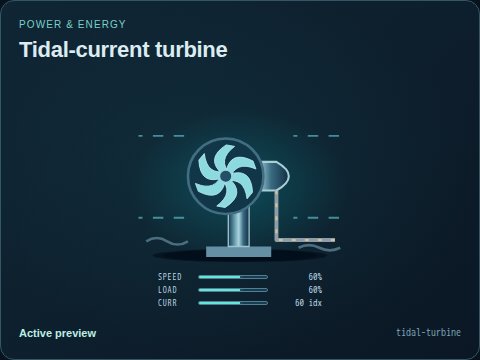 POWER & ENERGY
Tidal-current turbine
SPEED 60%
LOAD 60%
CURR 60 idx
Active preview tidal-turbine